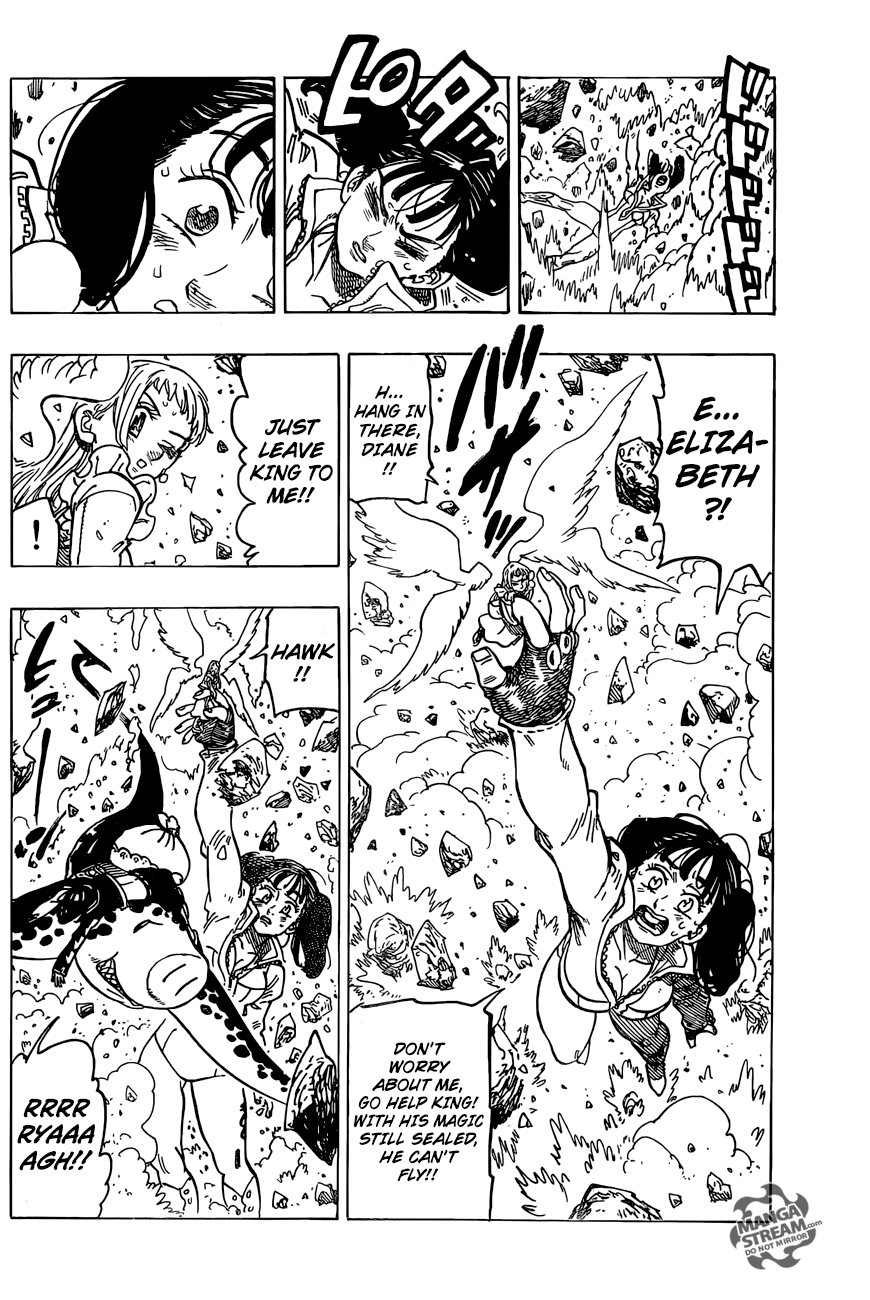 E...
ELIZA-
BETH
?!
H...
HANG IN
THERE,
DIANE
!!
DON'T
WORRY
ABOUT ME,
GO HELP KING!
WITH HIS MAGIC
STILL SEALED,
HE CAN'T
FLY!!
JUST
LEAVE
KING TO
ME!!
!
HAWK
!!
RRRR
RYAAA
AGH!!
MANGA
STREAM.com
DO NOT MIRROR